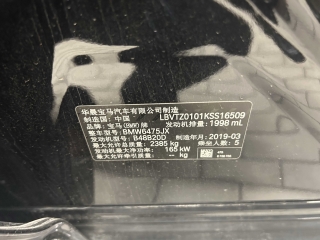 华晨宝马汽车有限公司制造
制造国：中国 LBVTZ0101KSS16509
品牌：宝马(BMW)牌 发动机排量：1998 mL
整车型号：BMW6475JX
发动机型号：B48B20D 制造年月：2019-03
最大允许总质量：2385 kg 乘坐人数：5
发动机最大净功率：165 kW
最大允许牵引质量：-- kg